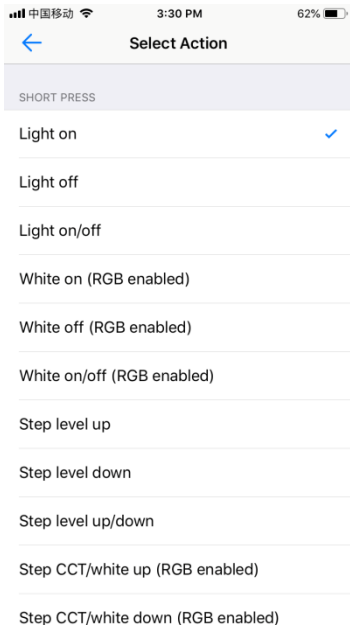 中国移动 3:30 PM 62%
Select Action
SHORT PRESS
Light on
Light off
Light on/off
White on (RGB enabled)
White off (RGB enabled)
White on/off (RGB enabled)
Step level up
Step level down
Step level up/down
Step CCT/white up (RGB enabled)
Step CCT/white down (RGB enabled)